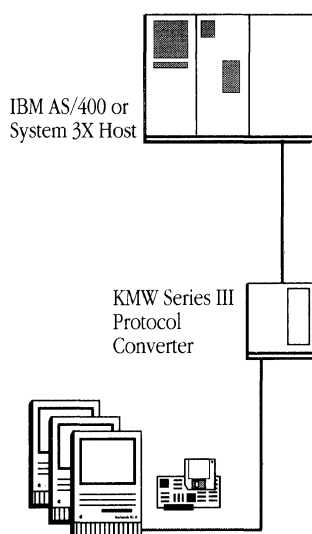 IBM AS/400 or
System 3X Host
KMW Series III
Protocol
Converter